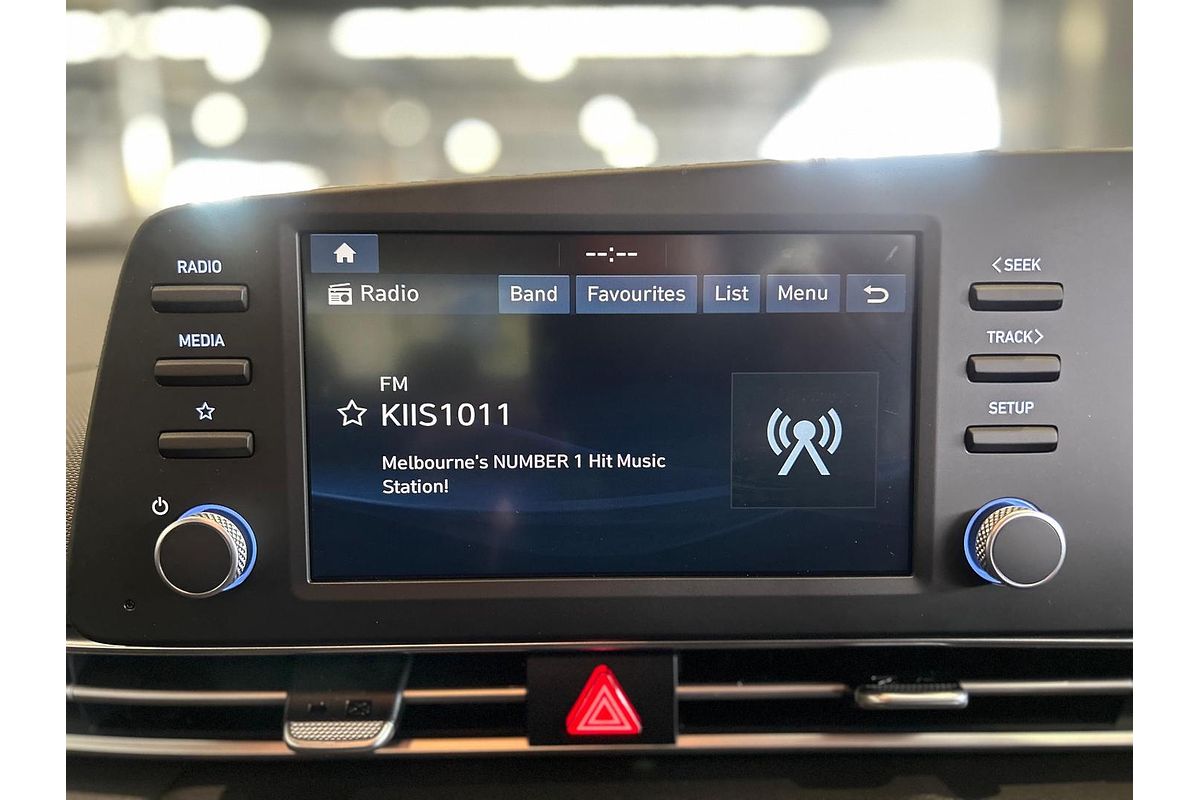 RADIO
MEDIA
--:--
Radio
Band
Favourites
List
Menu
FM
KIIS1011
Melbourne's NUMBER 1 Hit Music
Station!
<SEEK
TRACK>
SETUP